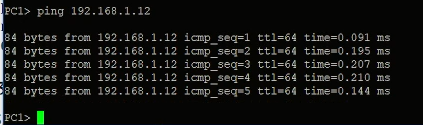 PC1> ping 192.168.1.12
84 bytes from 192.168.1.12 icmp_seq=1 ttl=64 time=0.091 ms
84 bytes from 192.168.1.12 icmp_seq=2 ttl=64 time=0.195 ms
84 bytes from 192.168.1.12 icmp_seq=3 ttl=64 time=0.207 ms
84 bytes from 192.168.1.12 icmp_seq=4 ttl=64 time=0.210 ms
84 bytes from 192.168.1.12 icmp_seq=5 ttl=64 time=0.144 ms
PC1>